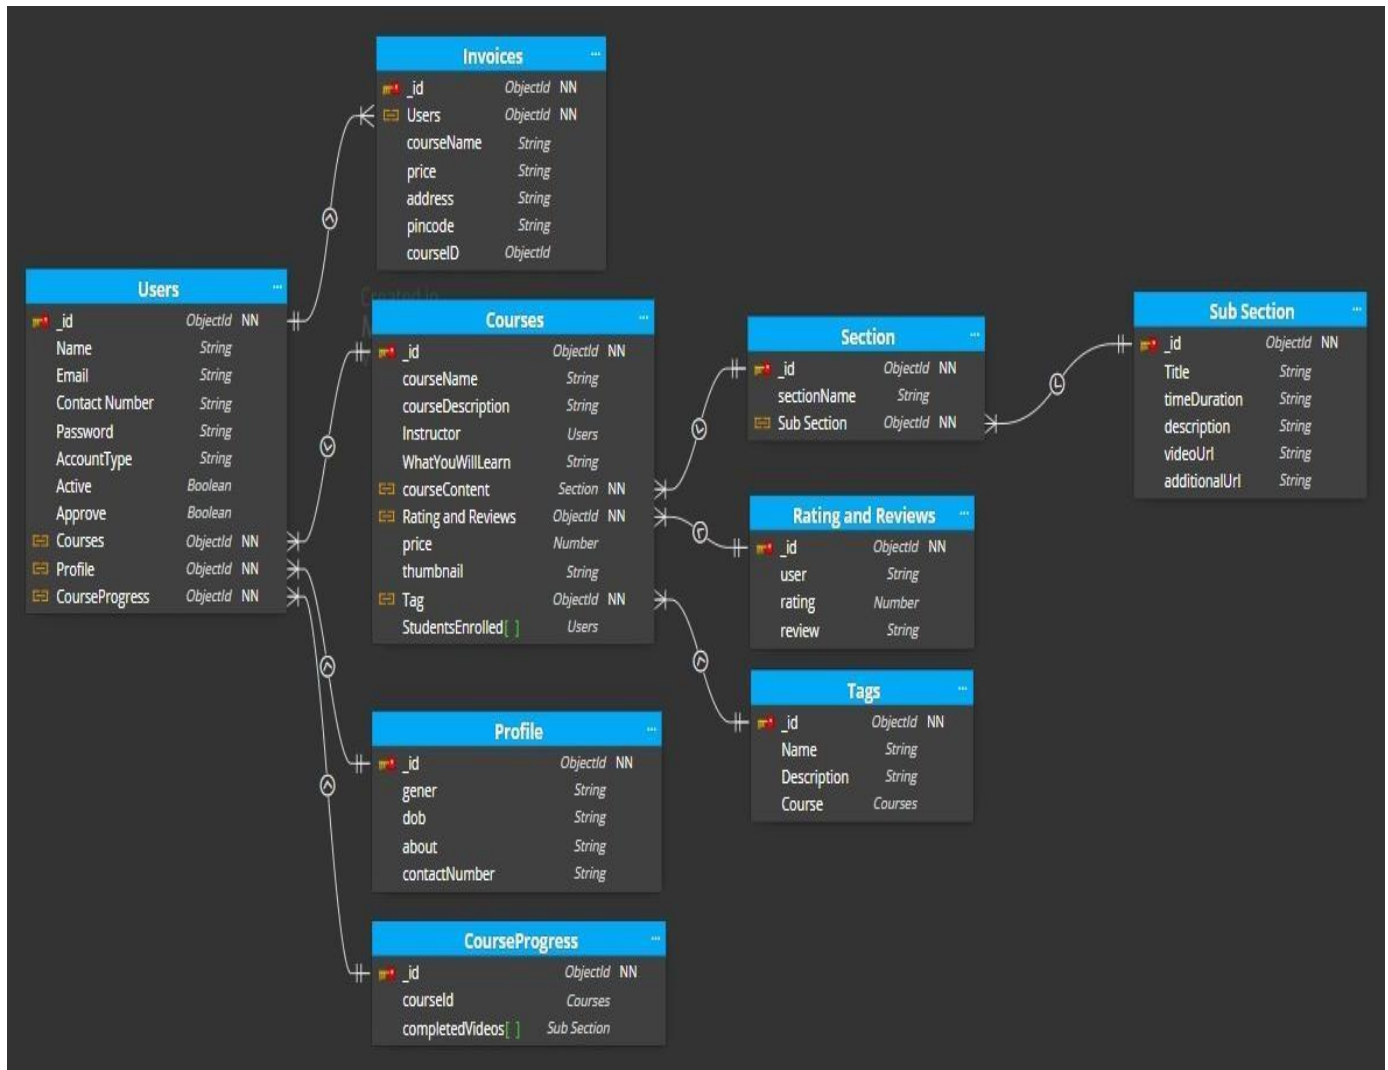 Invoices ...
_id ObjectId NN
Users ObjectId NN
courseName String
price String
address String
pincode String
courseID ObjectId
Users ...
_id ObjectId NN
Name String
Email String
Contact Number String
Password String
AccountType String
Active Boolean
Approve Boolean
Courses ObjectId NN
Profile ObjectId NN
CourseProgress ObjectId NN
Created in
Courses ...
_id ObjectId NN
courseName String
courseDescription String
Instructor Users
WhatYouWillLearn String
courseContent Section NN
Rating and Reviews ObjectId NN
price Number
thumbnail String
Tag ObjectId NN
StudentsEnrolled[ ] Users
Section ...
_id ObjectId NN
sectionName String
Sub Section ObjectId NN
Sub Section ...
_id ObjectId NN
Title String
timeDuration String
description String
videoUrl String
additionalUrl String
Rating and Reviews ...
_id ObjectId NN
user String
rating Number
review String
Tags ...
_id ObjectId NN
Name String
Description String
Course Courses
Profile ...
_id ObjectId NN
gener String
dob String
about String
contactNumber String
CourseProgress ...
_id ObjectId NN
courseId Courses
completedVideos[ ] Sub Section